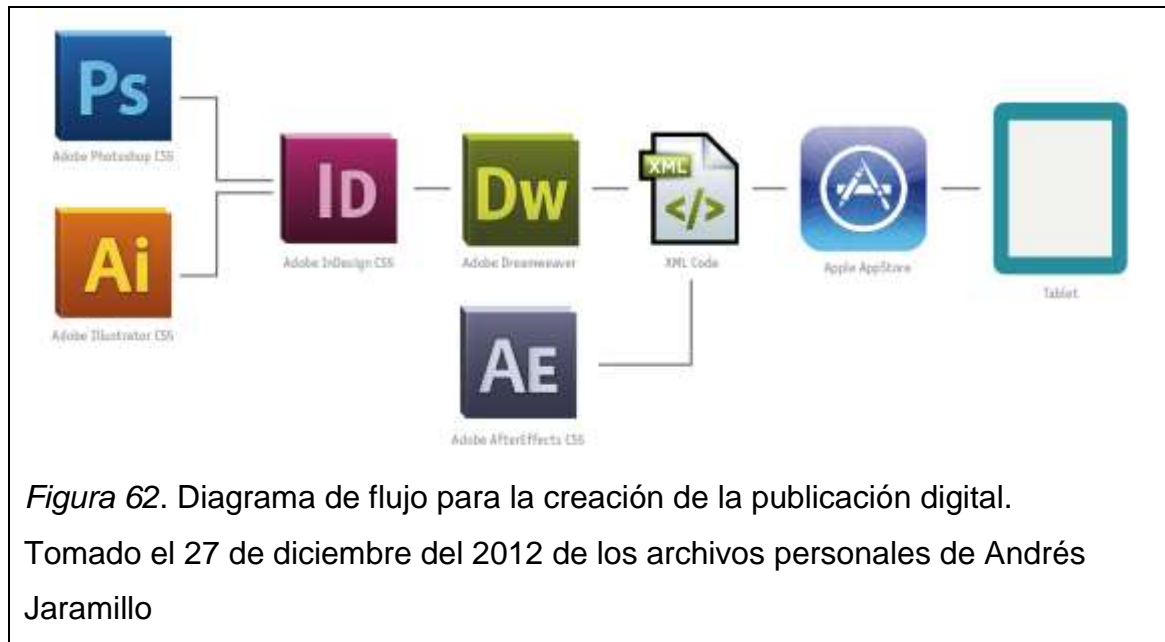 Ps
Adobe Photoshop CS5
Ai
Adobe Illustrator CS5
ID
Adobe InDesign CS5
Dw
Adobe Dreamweaver
XML
</>
XML Code
AE
Adobe AfterEffects CS5
Apple AppStore
Tablet
Figura 62. Diagrama de flujo para la creación de la publicación digital.
Tomado el 27 de diciembre del 2012 de los archivos personales de Andrés
Jaramillo